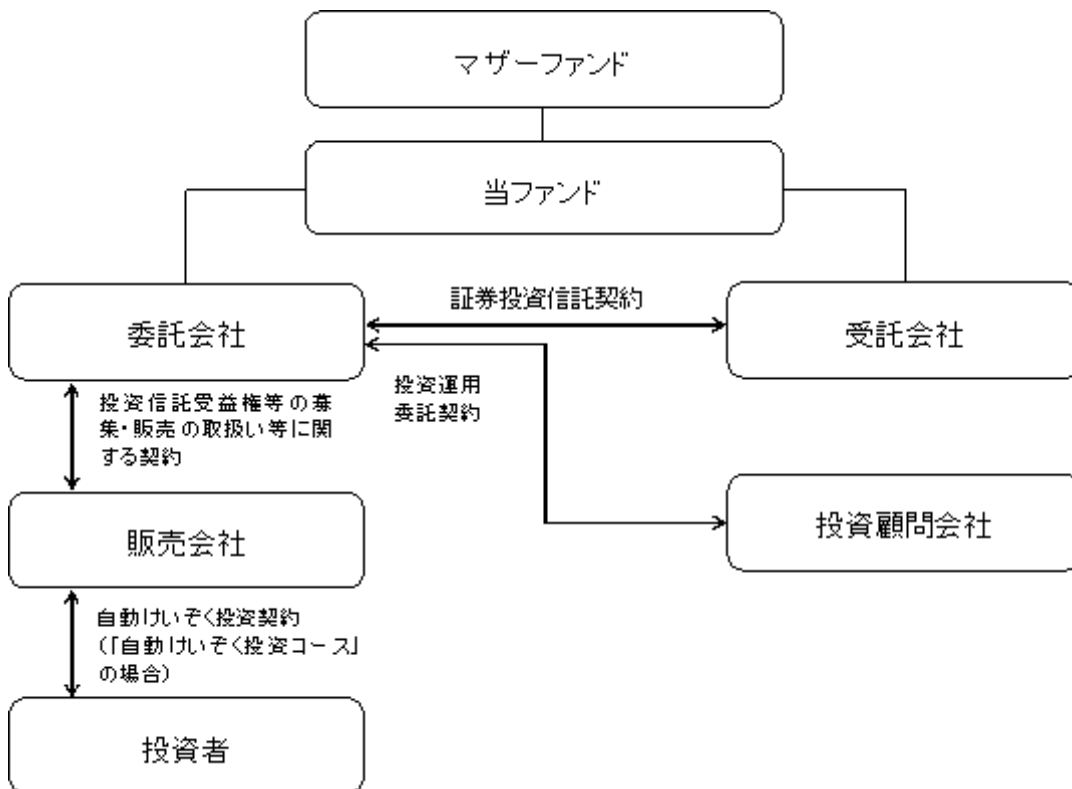 マザーファンド
当ファンド
証券投資信託契約
委託会社
受託会社
投資運用
委託契約
投資信託受益権等の募
集・販売の取扱い等に関
する契約
販売会社
投資顧問会社
自動けいぞく投資契約
(「自動けいぞく投資コース」
の場合)
投資者